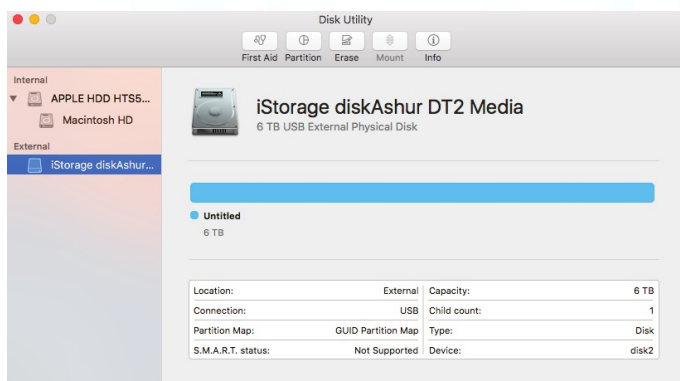 Disk Utility
First Aid Partition Erase Mount Info
Internal
APPLE HDD HTS5...
Macintosh HD
External
iStorage diskAshur...
iStorage diskAshur DT2 Media
6 TB USB External Physical Disk
Untitled
6 TB
Location: External Capacity: 6 TB
Connection: USB Child count: 1
Partition Map: GUID Partition Map Type: Disk
S.M.A.R.T. status: Not Supported Device: disk2